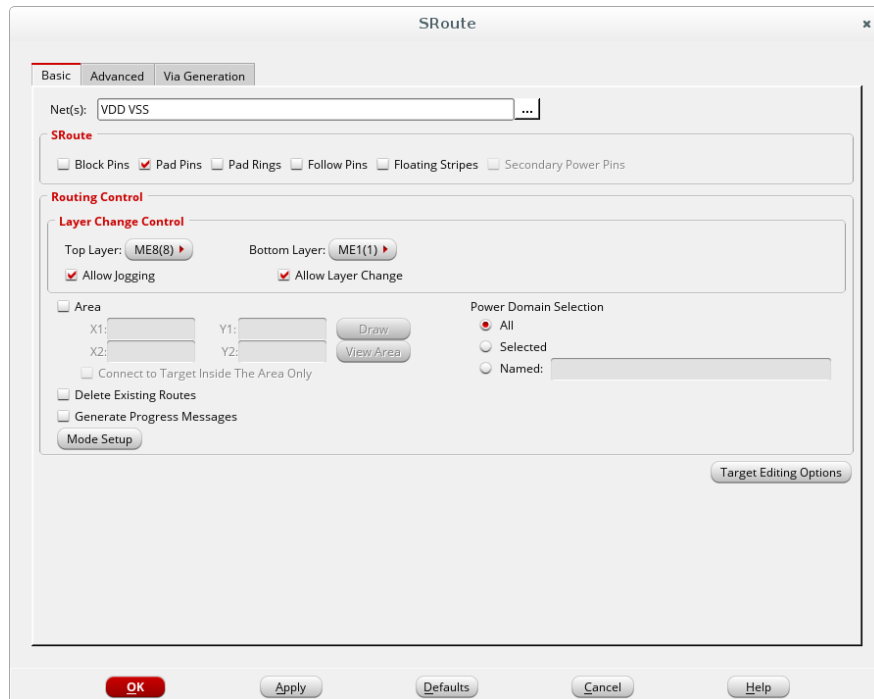 SRoute
Basic Advanced Via Generation
Net(s): VDD VSS ...
SRoute
Block Pins Pad Pins Pad Rings Follow Pins Floating Stripes Secondary Power Pins
Routing Control
Layer Change Control
Top Layer: ME8(8) Bottom Layer: ME1(1)
Allow Jogging Allow Layer Change
Area Power Domain Selection
X1: Y1: Draw All
X2: Y2: View Area Selected
Connect to Target Inside The Area Only Named:
Delete Existing Routes
Generate Progress Messages
Mode Setup
Target Editing Options
OK Apply Defaults Cancel Help